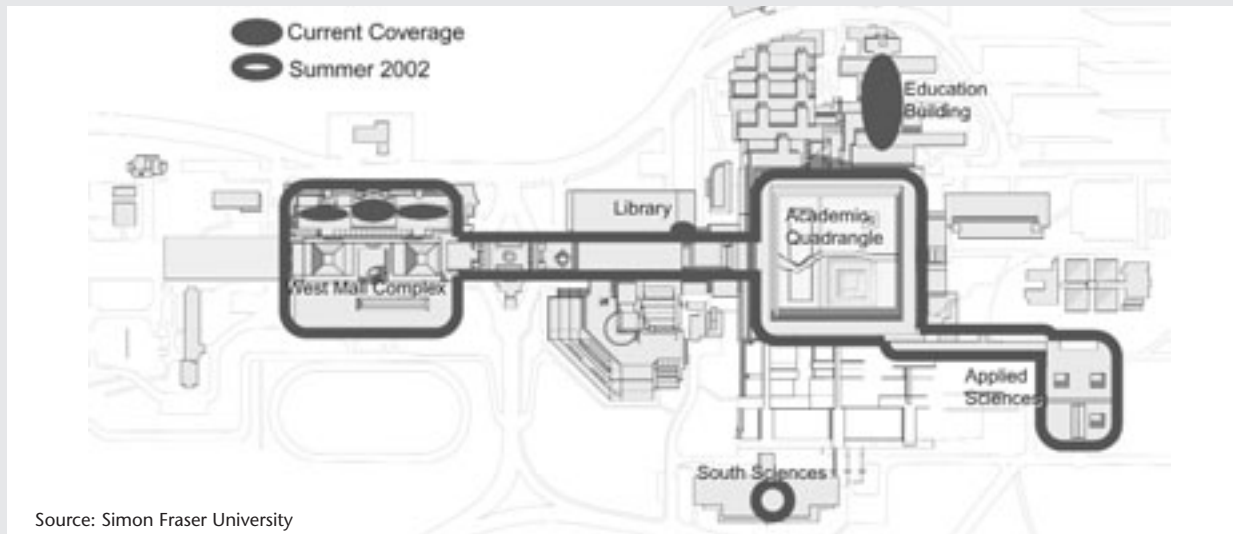 Current Coverage
Summer 2002
Education
Building
Library
Academic
Quadrangle
West Mall Complex
Applied
Sciences
South Sciences
Source: Simon Fraser University